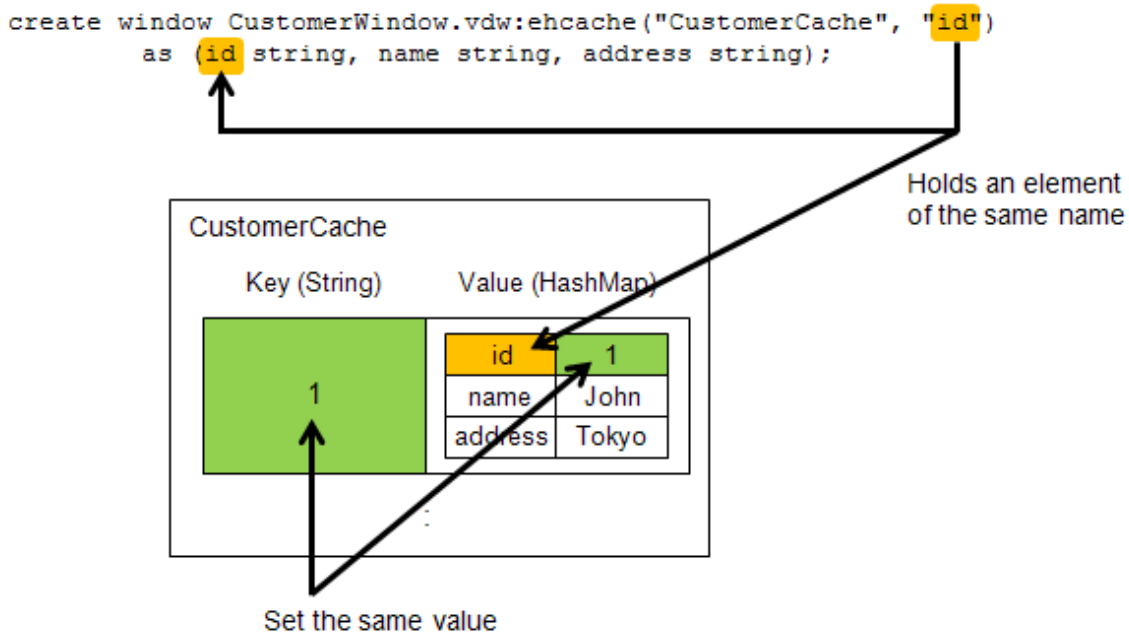 create window CustomerWindow.vdw:ehcache("CustomerCache", "id")
as (id string, name string, address string);
Holds an element
of the same name
CustomerCache
Key (String) Value (HashMap)
1
id 1
name John
address Tokyo
:
Set the same value